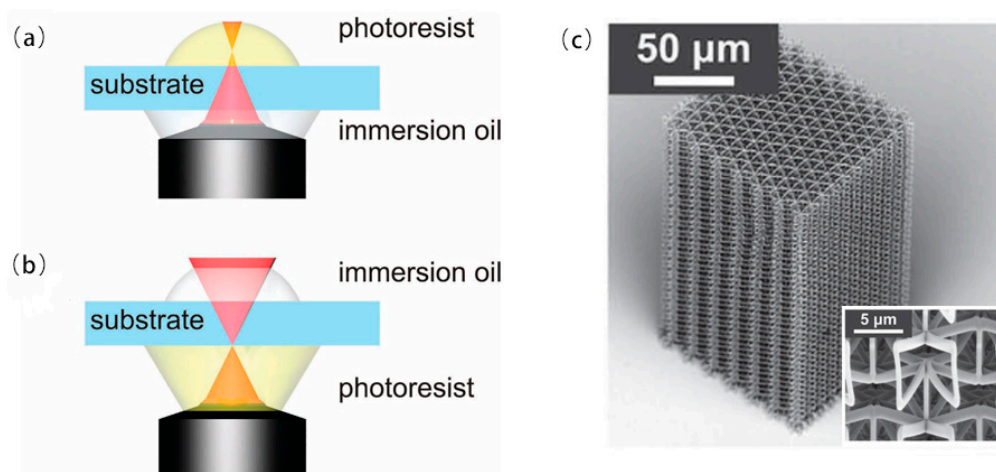 (a)
photoresist
substrate
immersion oil
(b)
immersion oil
substrate
photoresist
(c)
50 µm
5 µm